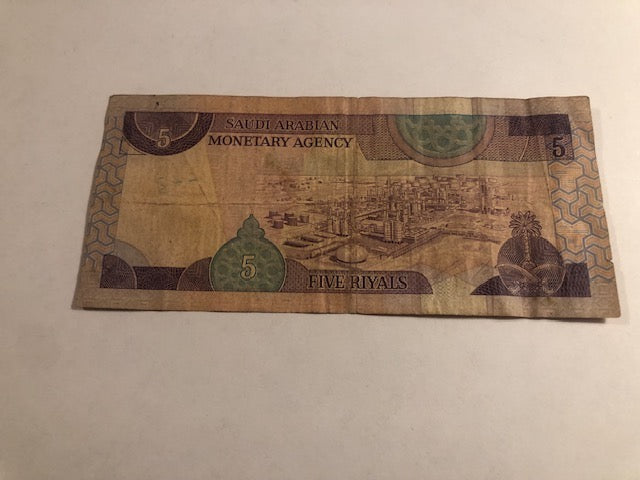 5
SAUDI ARABIAN
MONETARY AGENCY
5
5
FIVE RIYALS